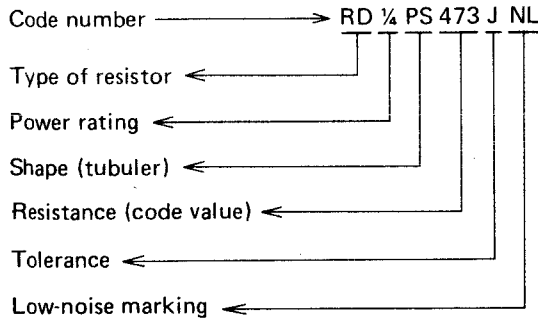 Code number RD ¼ PS 473 J NL
Type of resistor
Power rating
Shape (tubuler)
Resistance (code value)
Tolerance
Low-noise marking